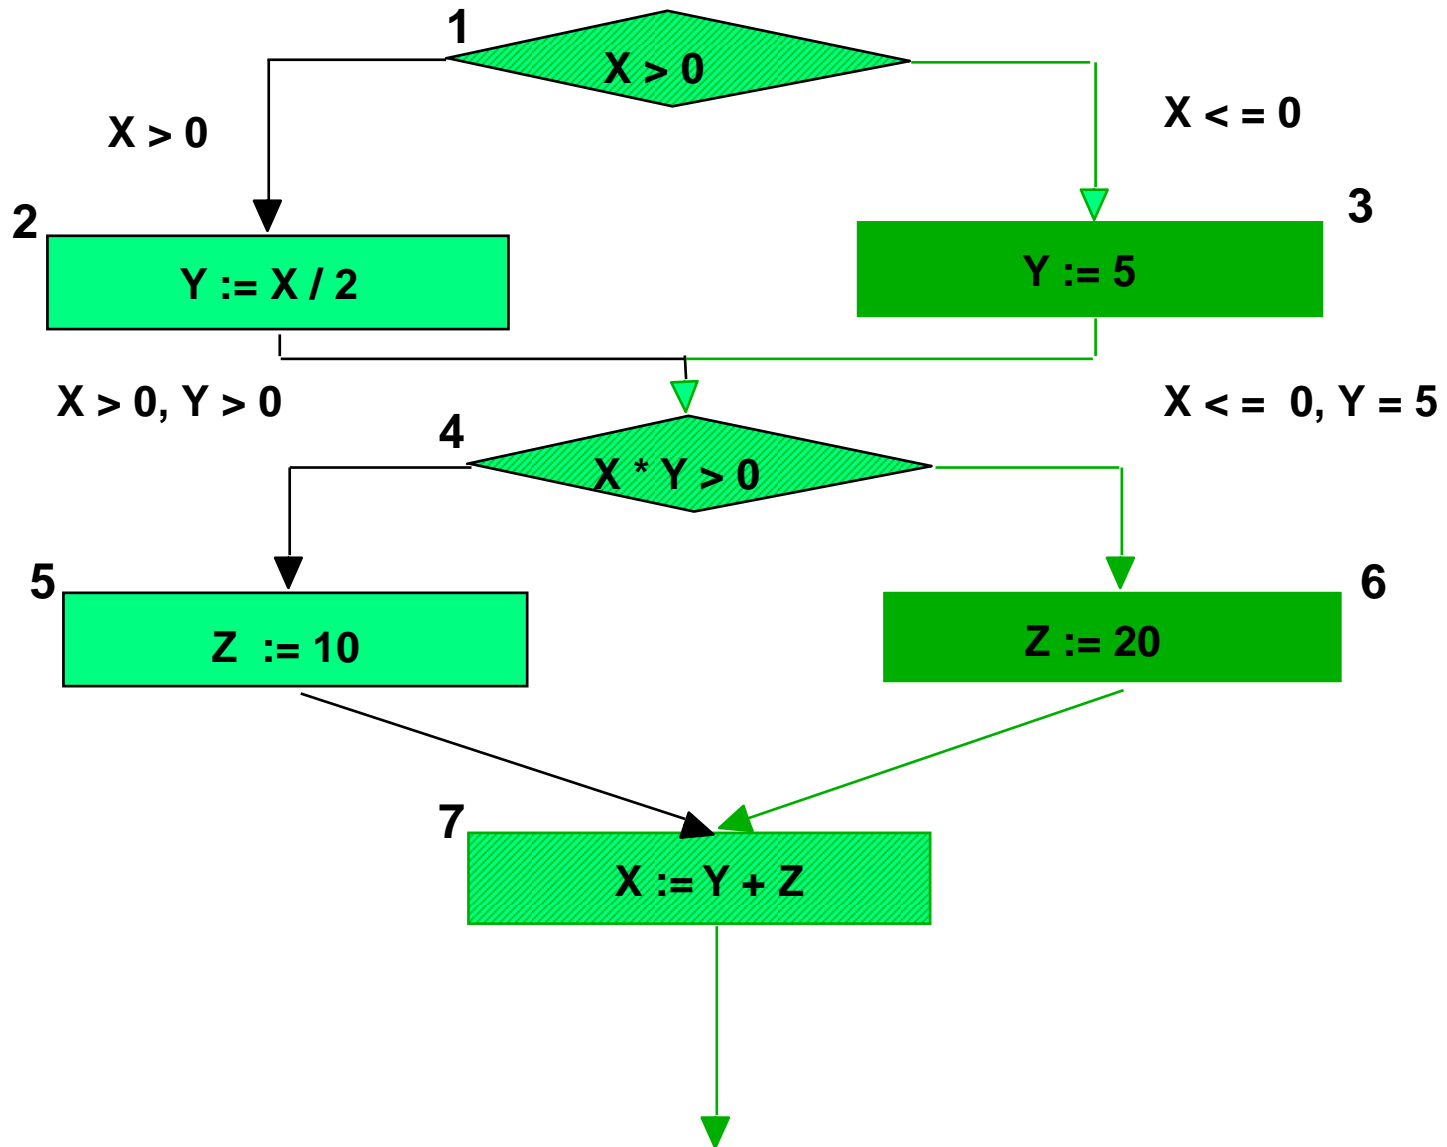 1
X > 0
X > 0
X < = 0
2
3
Y := X / 2
Y := 5
X > 0, Y > 0
X < = 0, Y = 5
4
X * Y > 0
5
6
Z := 10
Z := 20
7
X := Y + Z